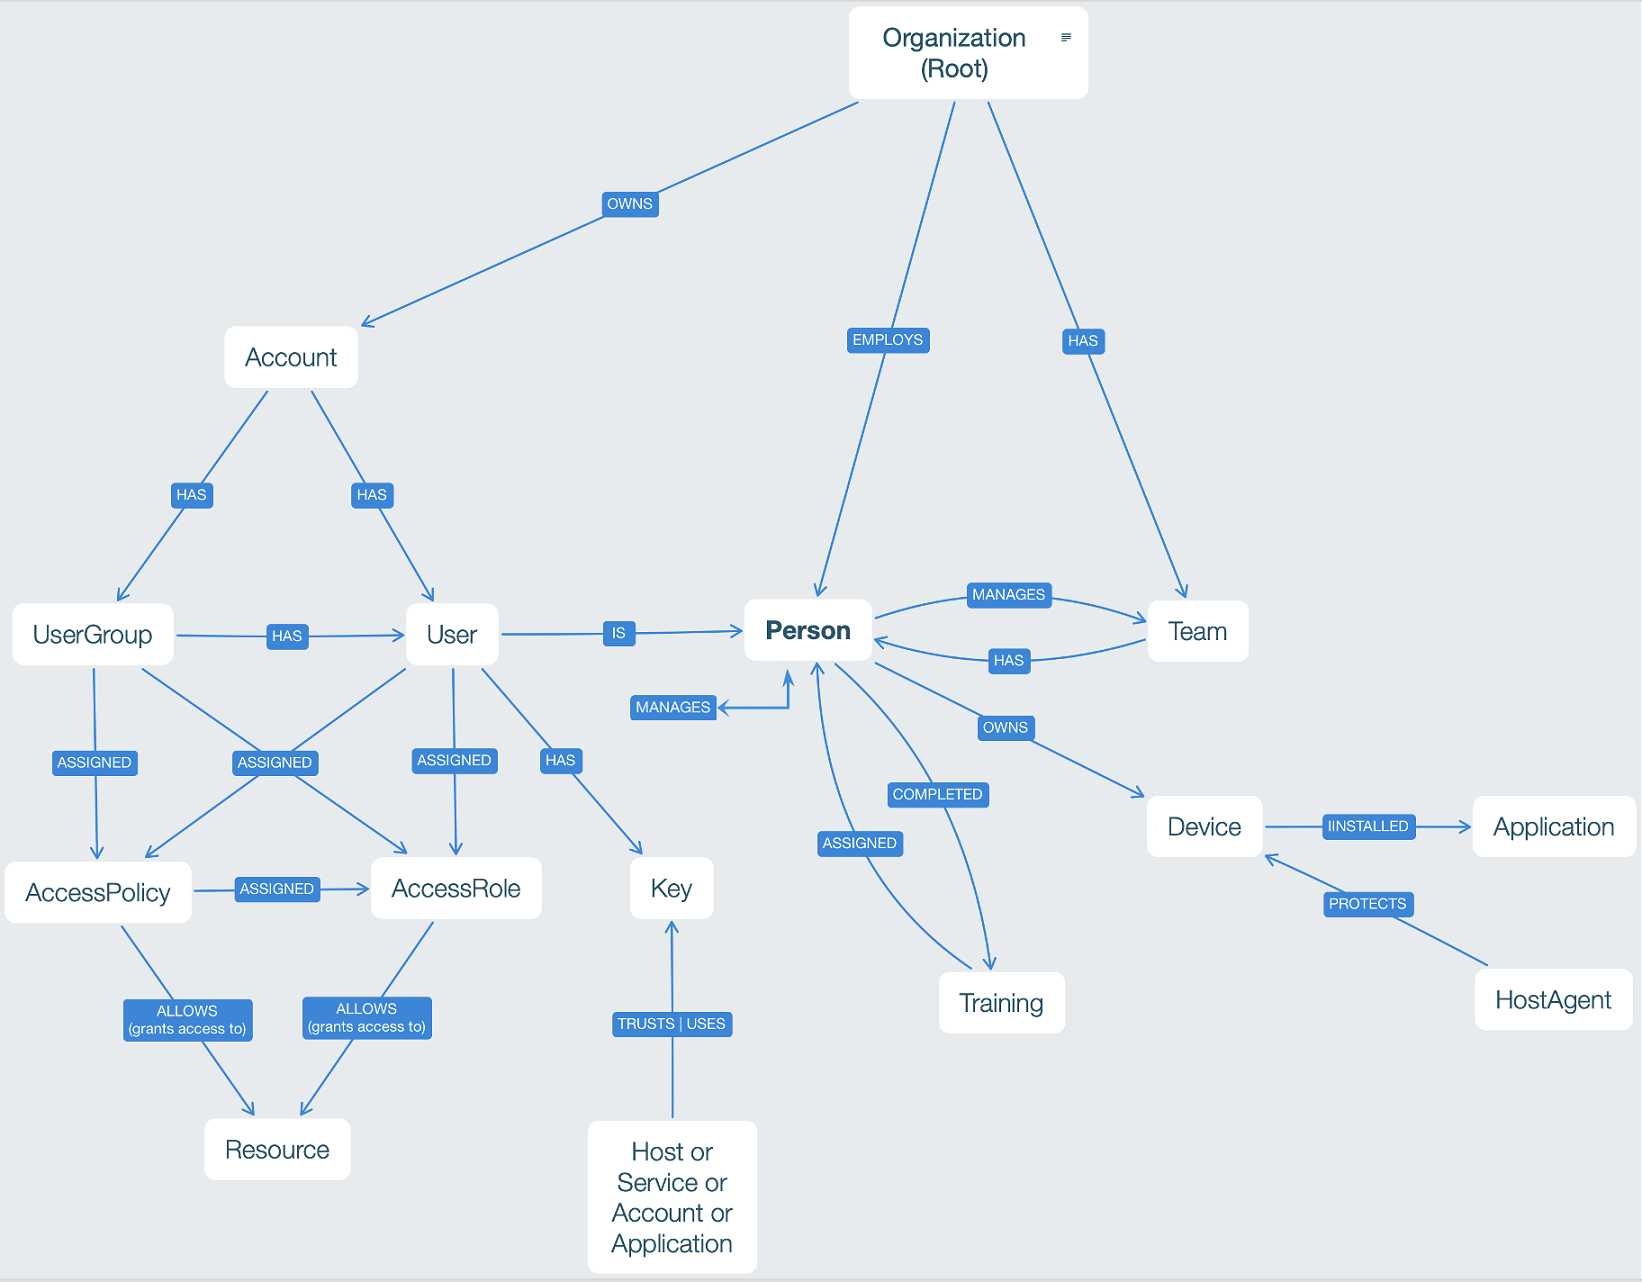 Organization
(Root)
OWNS
EMPLOYS
HAS
Account
HAS
HAS
UserGroup
HAS
User
IS
Person
MANAGES
HAS
Team
MANAGES
OWNS
ASSIGNED
ASSIGNED
ASSIGNED
HAS
COMPLETED
ASSIGNED
Device
IINSTALLED
Application
AccessPolicy
ASSIGNED
AccessRole
Key
PROTECTS
ALLOWS
(grants access to)
ALLOWS
(grants access to)
TRUSTS | USES
Training
HostAgent
Resource
Host or
Service or
Account or
Application